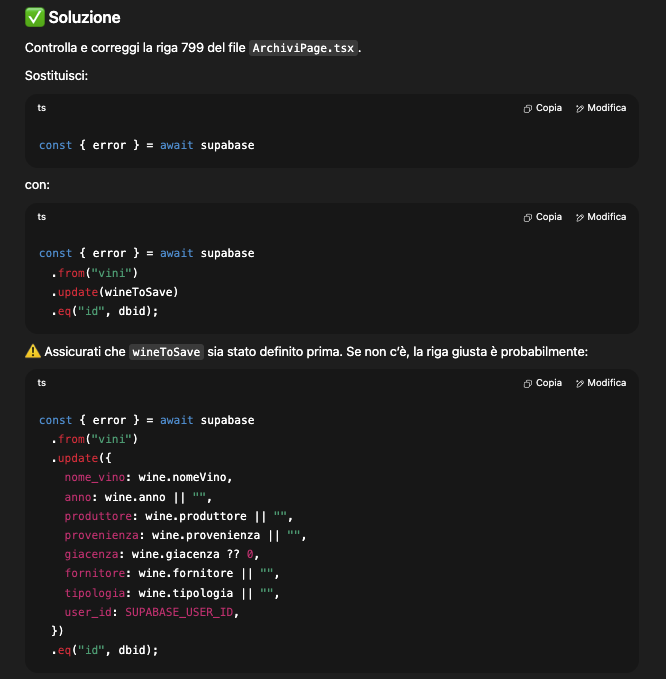 ✅ Soluzione
Controlla e correggi la riga 799 del file ArchiviPage.tsx.
Sostituisci:
ts Copia Modifica
const { error } = await supabase
con:
ts Copia Modifica
const { error } = await supabase
.from("vini")
.update(wineToSave)
.eq("id", dbid);
⚠️ Assicurati che wineToSave sia stato definito prima. Se non c'è, la riga giusta è probabilmente:
ts Copia Modifica
const { error } = await supabase
.from("vini")
.update({
nome_vino: wine.nomeVino,
anno: wine.anno || "",
produttore: wine.produttore || "",
provenienza: wine.provenienza || "",
giacenza: wine.giacenza ?? 0,
fornitore: wine.fornitore || "",
tipologia: wine.tipologia || "",
user_id: SUPABASE_USER_ID,
})
.eq("id", dbid);